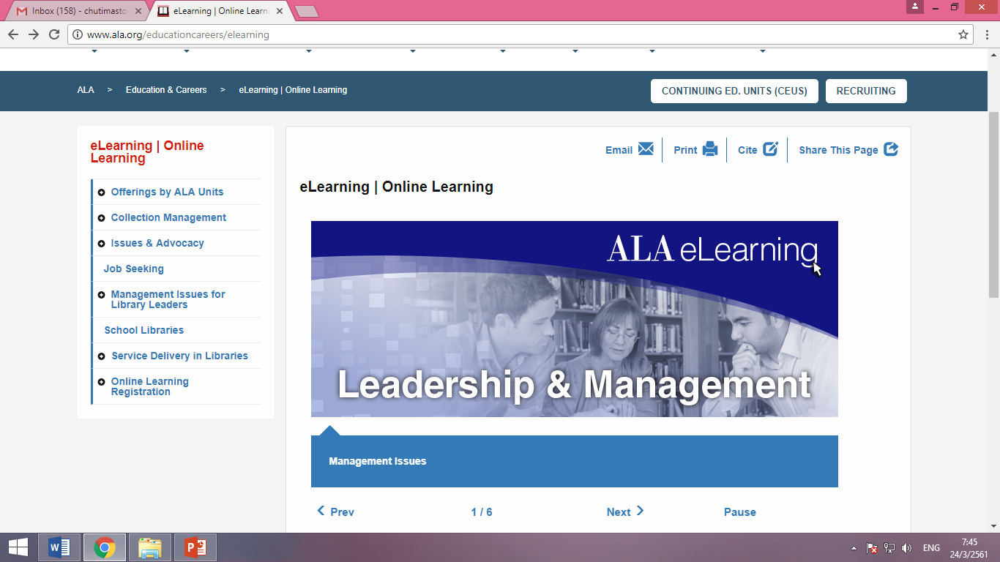 Inbox (158) - chutimasto
eLearning | Online Learn
www.ala.org/educationcareers/elearning
ALA > Education & Careers > eLearning | Online Learning
CONTINUING ED. UNITS (CEUS)
RECRUITING
eLearning | Online
Learning
Offerings by ALA Units
Collection Management
Issues & Advocacy
Job Seeking
Management Issues for
Library Leaders
School Libraries
Service Delivery in Libraries
Online Learning
Registration
Email
Print
Cite
Share This Page
eLearning | Online Learning
ALA eLearning
Leadership & Management
Management Issues
Prev
1 / 6
Next
Pause
ENG
7:45
24/3/2561